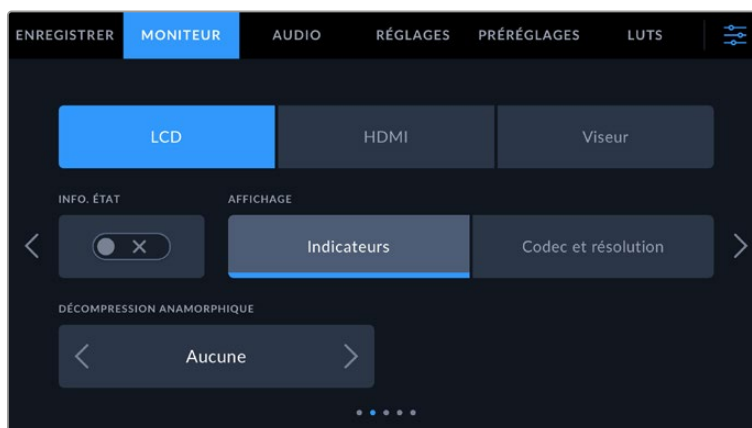 ENREGISTRER MONITEUR AUDIO RÉGLAGES PRÉRÉGLAGES LUTS
LCD HDMI Viseur
INFO. ÉTAT AFFICHAGE
Indicateurs Codec et résolution
DÉCOMPRESSION ANAMORPHIQUE
Aucune